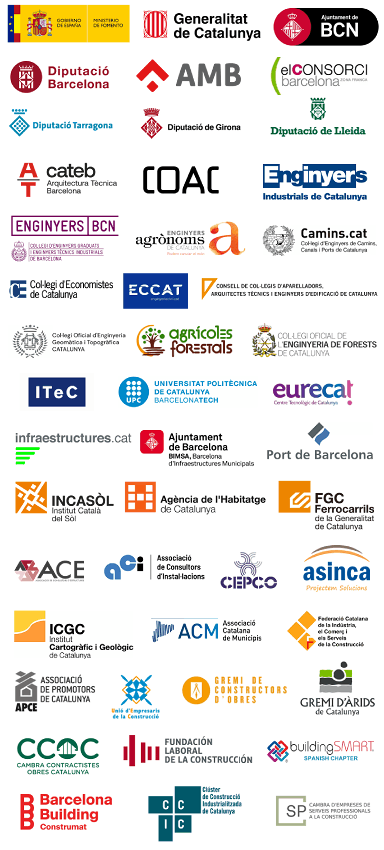 GOBIERNO DE ESPAÑA
MINISTERIO DE FOMENTO
Generalitat
de Catalunya
Ajuntament de
BCN
Diputació
Barcelona
AMB
elCONSORCI
barcelona ZONA FRANCA
Diputació Tarragona
Diputació de Girona
Diputació de Lleida
cateb
Arquitectura Tècnica
Barcelona
COAC
Enginyers
Industrials de Catalunya
ENGINYERS BCN
COL·LEGI D'ENGINYERS GRADUATS
I ENGINYERS TÈCNICS INDUSTRIALS
DE BARCELONA
ENGINYERS
agrònoms
DE CATALUNYA
a
Camins.cat
Col·legi d'Enginyers de Camins,
Canals i Ports de Catalunya
CEC
Col·legi d'Economistes
de Catalunya
ECCAT
CONSELL DE COL·LEGIS D'APARELLADORS,
ARQUITECTES TÈCNICS I ENGINYERS D'EDIFICACIÓ DE CATALUNYA
Col·legi Oficial d'Enginyeria
Geomàtica i Topogràfica
CATALUNYA
agrícoles
forestals
COL·LEGI OFICIAL DE
ENGINYERIA DE FORESTS
DE CATALUNYA
ITeC
UPC
UNIVERSITAT POLITÈCNICA
DE CATALUNYA
BARCELONATECH
eurecat
Centre Tecnològic de Catalunya
infraestructures.cat
Ajuntament
de Barcelona
BIMSA, Barcelona
d'Infraestructures Municipals
Port de Barcelona
INCASÒL
Institut Català
del Sòl
Agència de l'Habitatge
de Catalunya
FGC
Ferrocarrils
de la Generalitat
de Catalunya
ACE
aci
Associació
de Consultors
d'Instal·lacions
CEPCO
asinca
Projectem Solucions
ICGC
Institut
Cartogràfic i Geològic
de Catalunya
ACM
Associació
Catalana
de Municipis
Federació Catalana
de la Indústria,
el Comerç i
els Serveis
de la Construcció
APCE
ASSOCIACIÓ
DE PROMOTORS
DE CATALUNYA
Unió d'Empresaris
de la Construcció
GREMI DE
CONSTRUCTORS
D'OBRES
GREMI D'ÀRIDS
de Catalunya
CCOC
CAMBRA CONTRACTISTES
OBRES CATALUNYA
FUNDACIÓN
LABORAL
DE LA CONSTRUCCIÓN
buildingSMART
SPANISH CHAPTER
Barcelona
Building
Construmat
CCIC
Clúster
de Construcció
Industrialitzada
de Catalunya
SP
CAMBRA D'EMPRESES DE
SERVEIS PROFESSIONALS
A LA CONSTRUCCIÓ